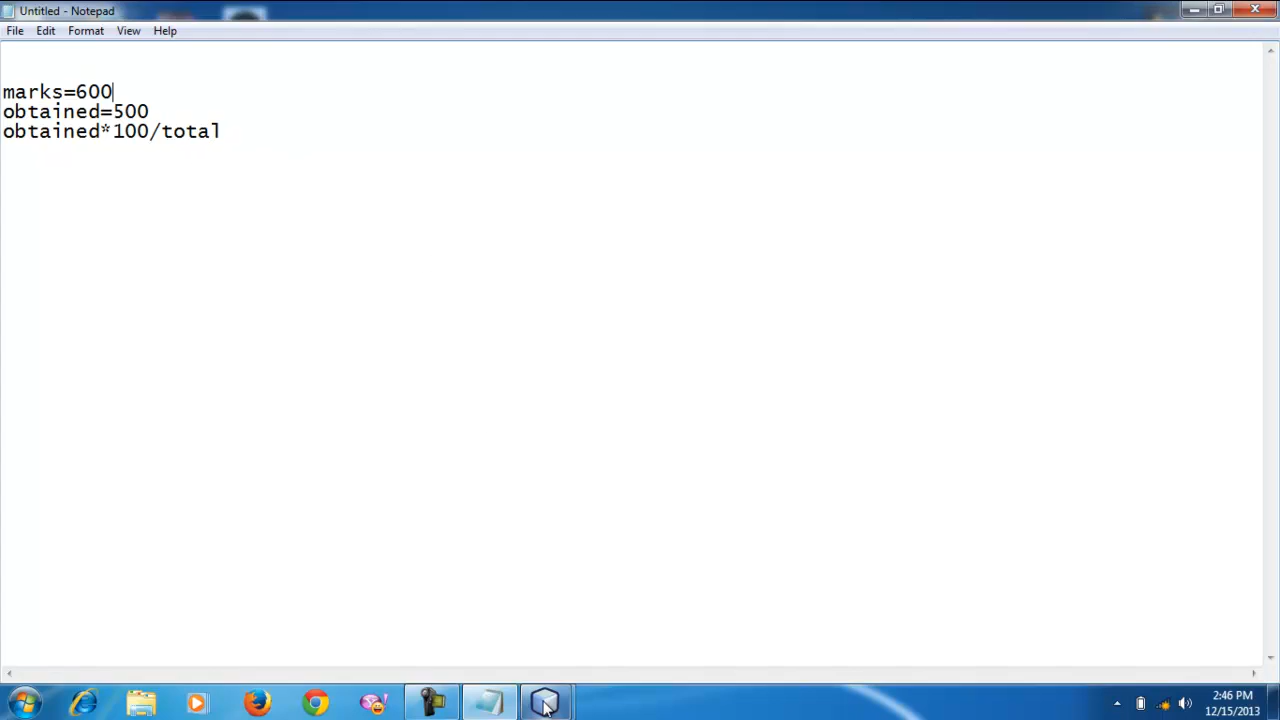 Untitled - Notepad
File Edit Format View Help
marks=600
obtained=500
obtained*100/total
2:46 PM
12/15/2013